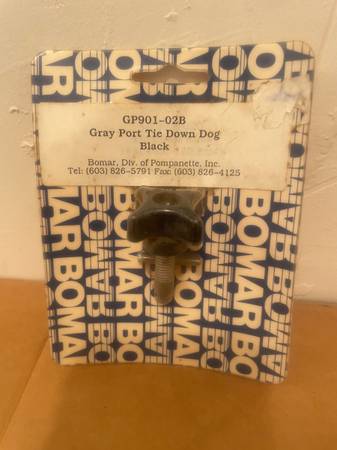 GP901-02B
Gray Port Tie Down Dog
Black
Bomar, Div. of Pompanette, Inc.
Tel: (603) 826-5791 Fax: (603) 826-4125
BOMAR BOMAR